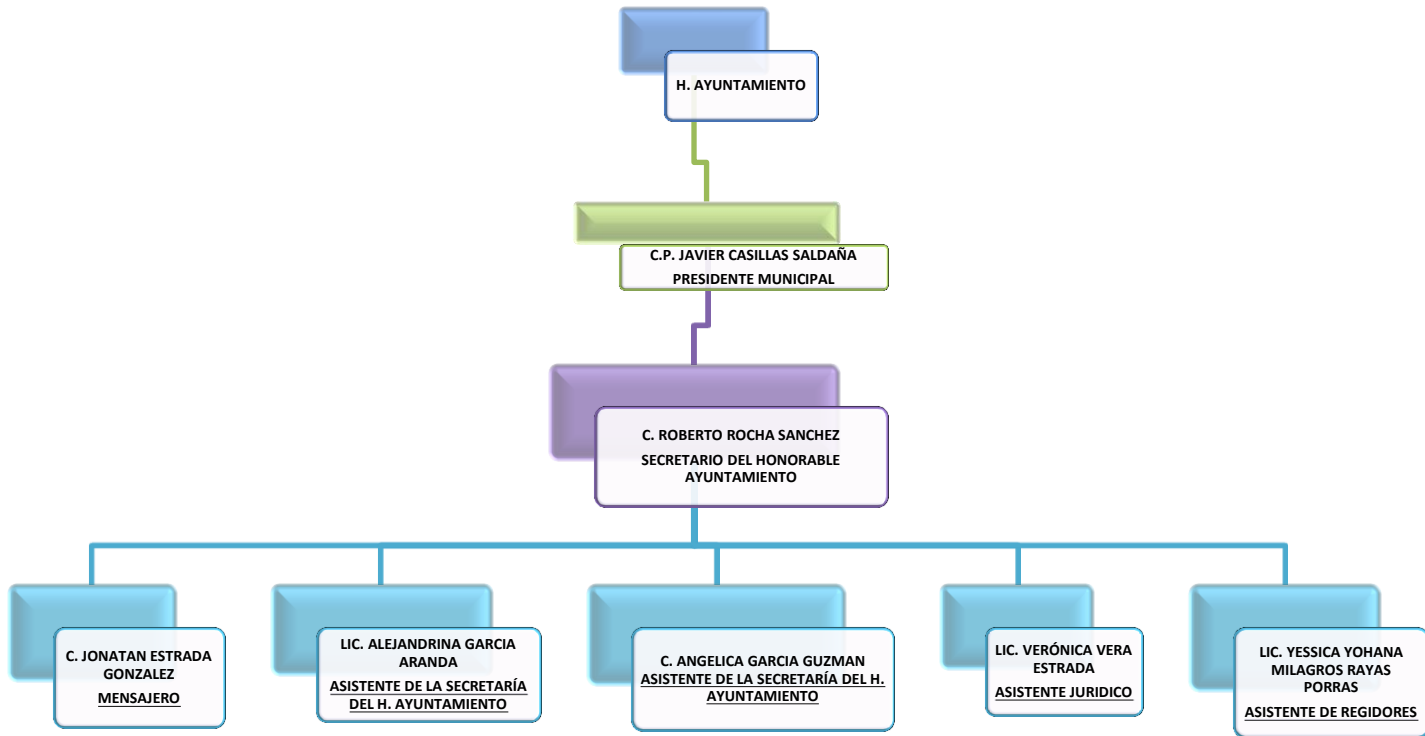 H. AYUNTAMIENTO
C.P. JAVIER CASILLAS SALDAÑA
PRESIDENTE MUNICIPAL
C. ROBERTO ROCHA SANCHEZ
SECRETARIO DEL HONORABLE
AYUNTAMIENTO
C. JONATAN ESTRADA
GONZALEZ
MENSAJERO
LIC. ALEJANDRINA GARCIA
ARANDA
ASISTENTE DE LA SECRETARÍA
DEL H. AYUNTAMIENTO
C. ANGELICA GARCIA GUZMAN
ASISTENTE DE LA SECRETARÍA DEL H.
AYUNTAMIENTO
LIC. VERÓNICA VERA
ESTRADA
ASISTENTE JURIDICO
LIC. YESSICA YOHANA
MILAGROS RAYAS
PORRAS
ASISTENTE DE REGIDORES